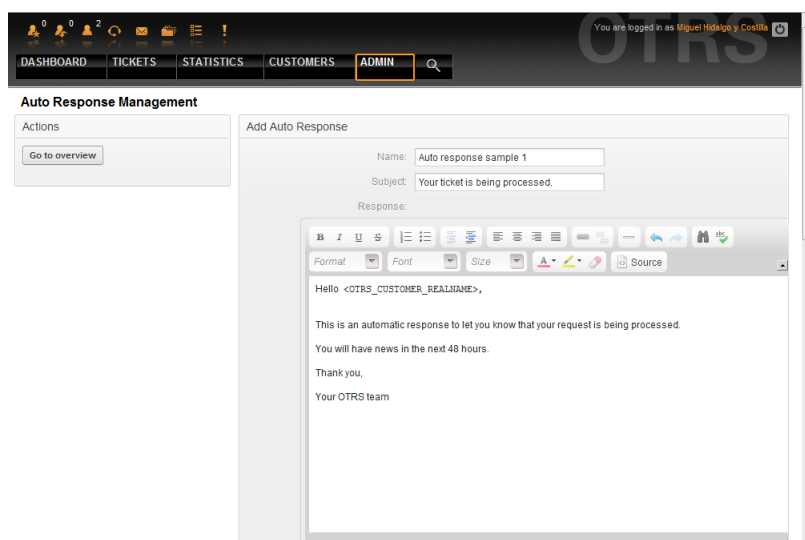 0 0 2
OTRS
You are logged in as Miguel Hidalgo y Costilla
DASHBOARD TICKETS STATISTICS CUSTOMERS ADMIN
Auto Response Management
Actions
Go to overview
Add Auto Response
Name: Auto response sample 1
Subject: Your ticket is being processed.
Response:
B I U S abc
Format Font Size A Source
Hello <OTRS_CUSTOMER_REALNAME>,
This is an automatic response to let you know that your request is being processed.
You will have news in the next 48 hours.
Thank you,
Your OTRS team